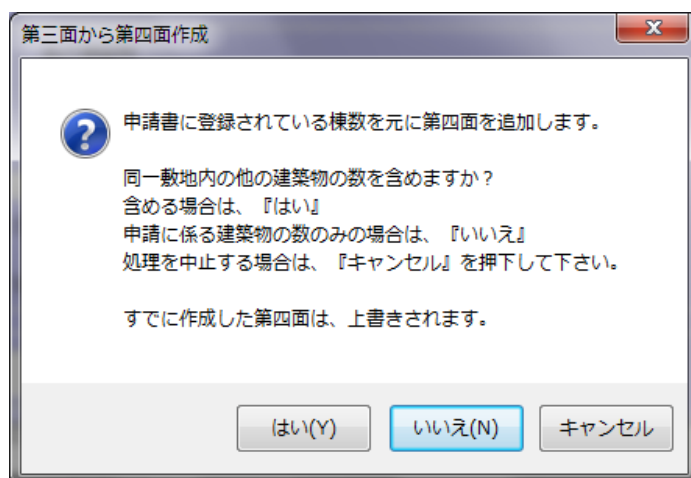 第三面から第四面作成
申請書に登録されている棟数を元に第四面を追加します。
同一敷地内の他の建築物の数を含めますか？
含める場合は、『はい』
申請に係る建築物の数のみの場合は、『いいえ』
処理を中止する場合は、『キャンセル』を押下して下さい。
すでに作成した第四面は、上書きされます。
はい(Y)
いいえ(N)
キャンセル